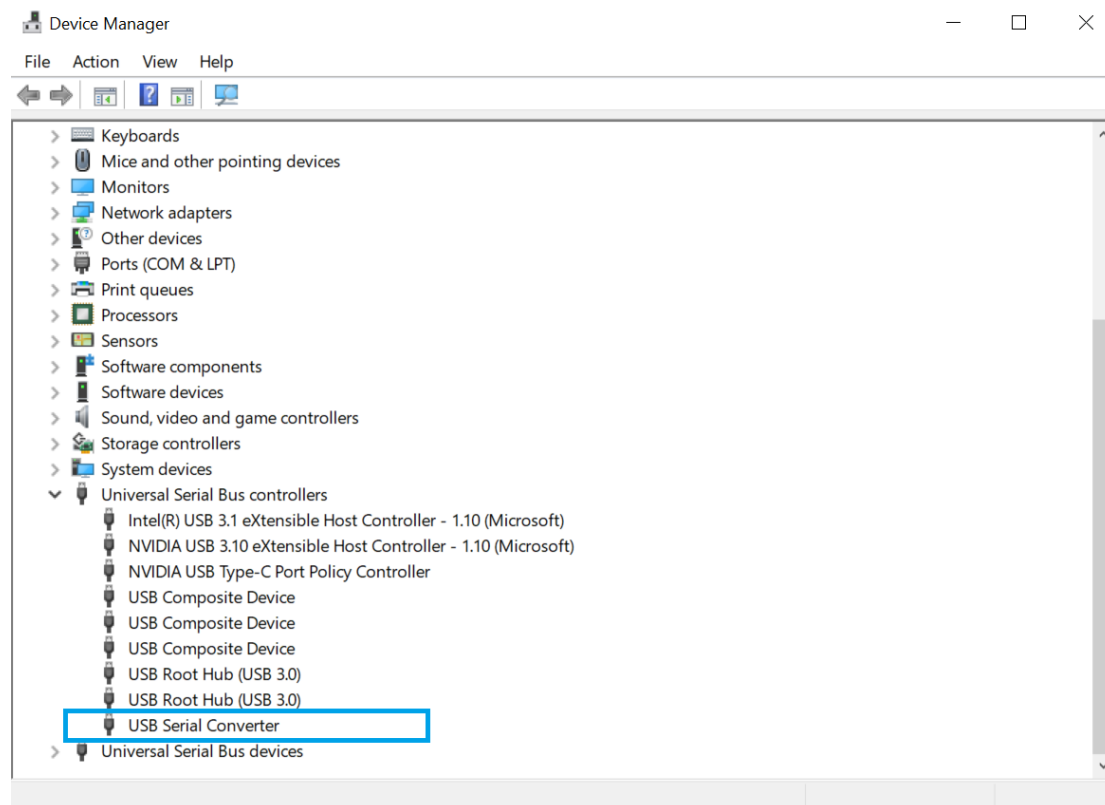 Device Manager
File Action View Help
Keyboards
Mice and other pointing devices
Monitors
Network adapters
Other devices
Ports (COM & LPT)
Print queues
Processors
Sensors
Software components
Software devices
Sound, video and game controllers
Storage controllers
System devices
Universal Serial Bus controllers
Intel(R) USB 3.1 eXtensible Host Controller - 1.10 (Microsoft)
NVIDIA USB 3.10 eXtensible Host Controller - 1.10 (Microsoft)
NVIDIA USB Type-C Port Policy Controller
USB Composite Device
USB Composite Device
USB Composite Device
USB Root Hub (USB 3.0)
USB Root Hub (USB 3.0)
USB Serial Converter
Universal Serial Bus devices